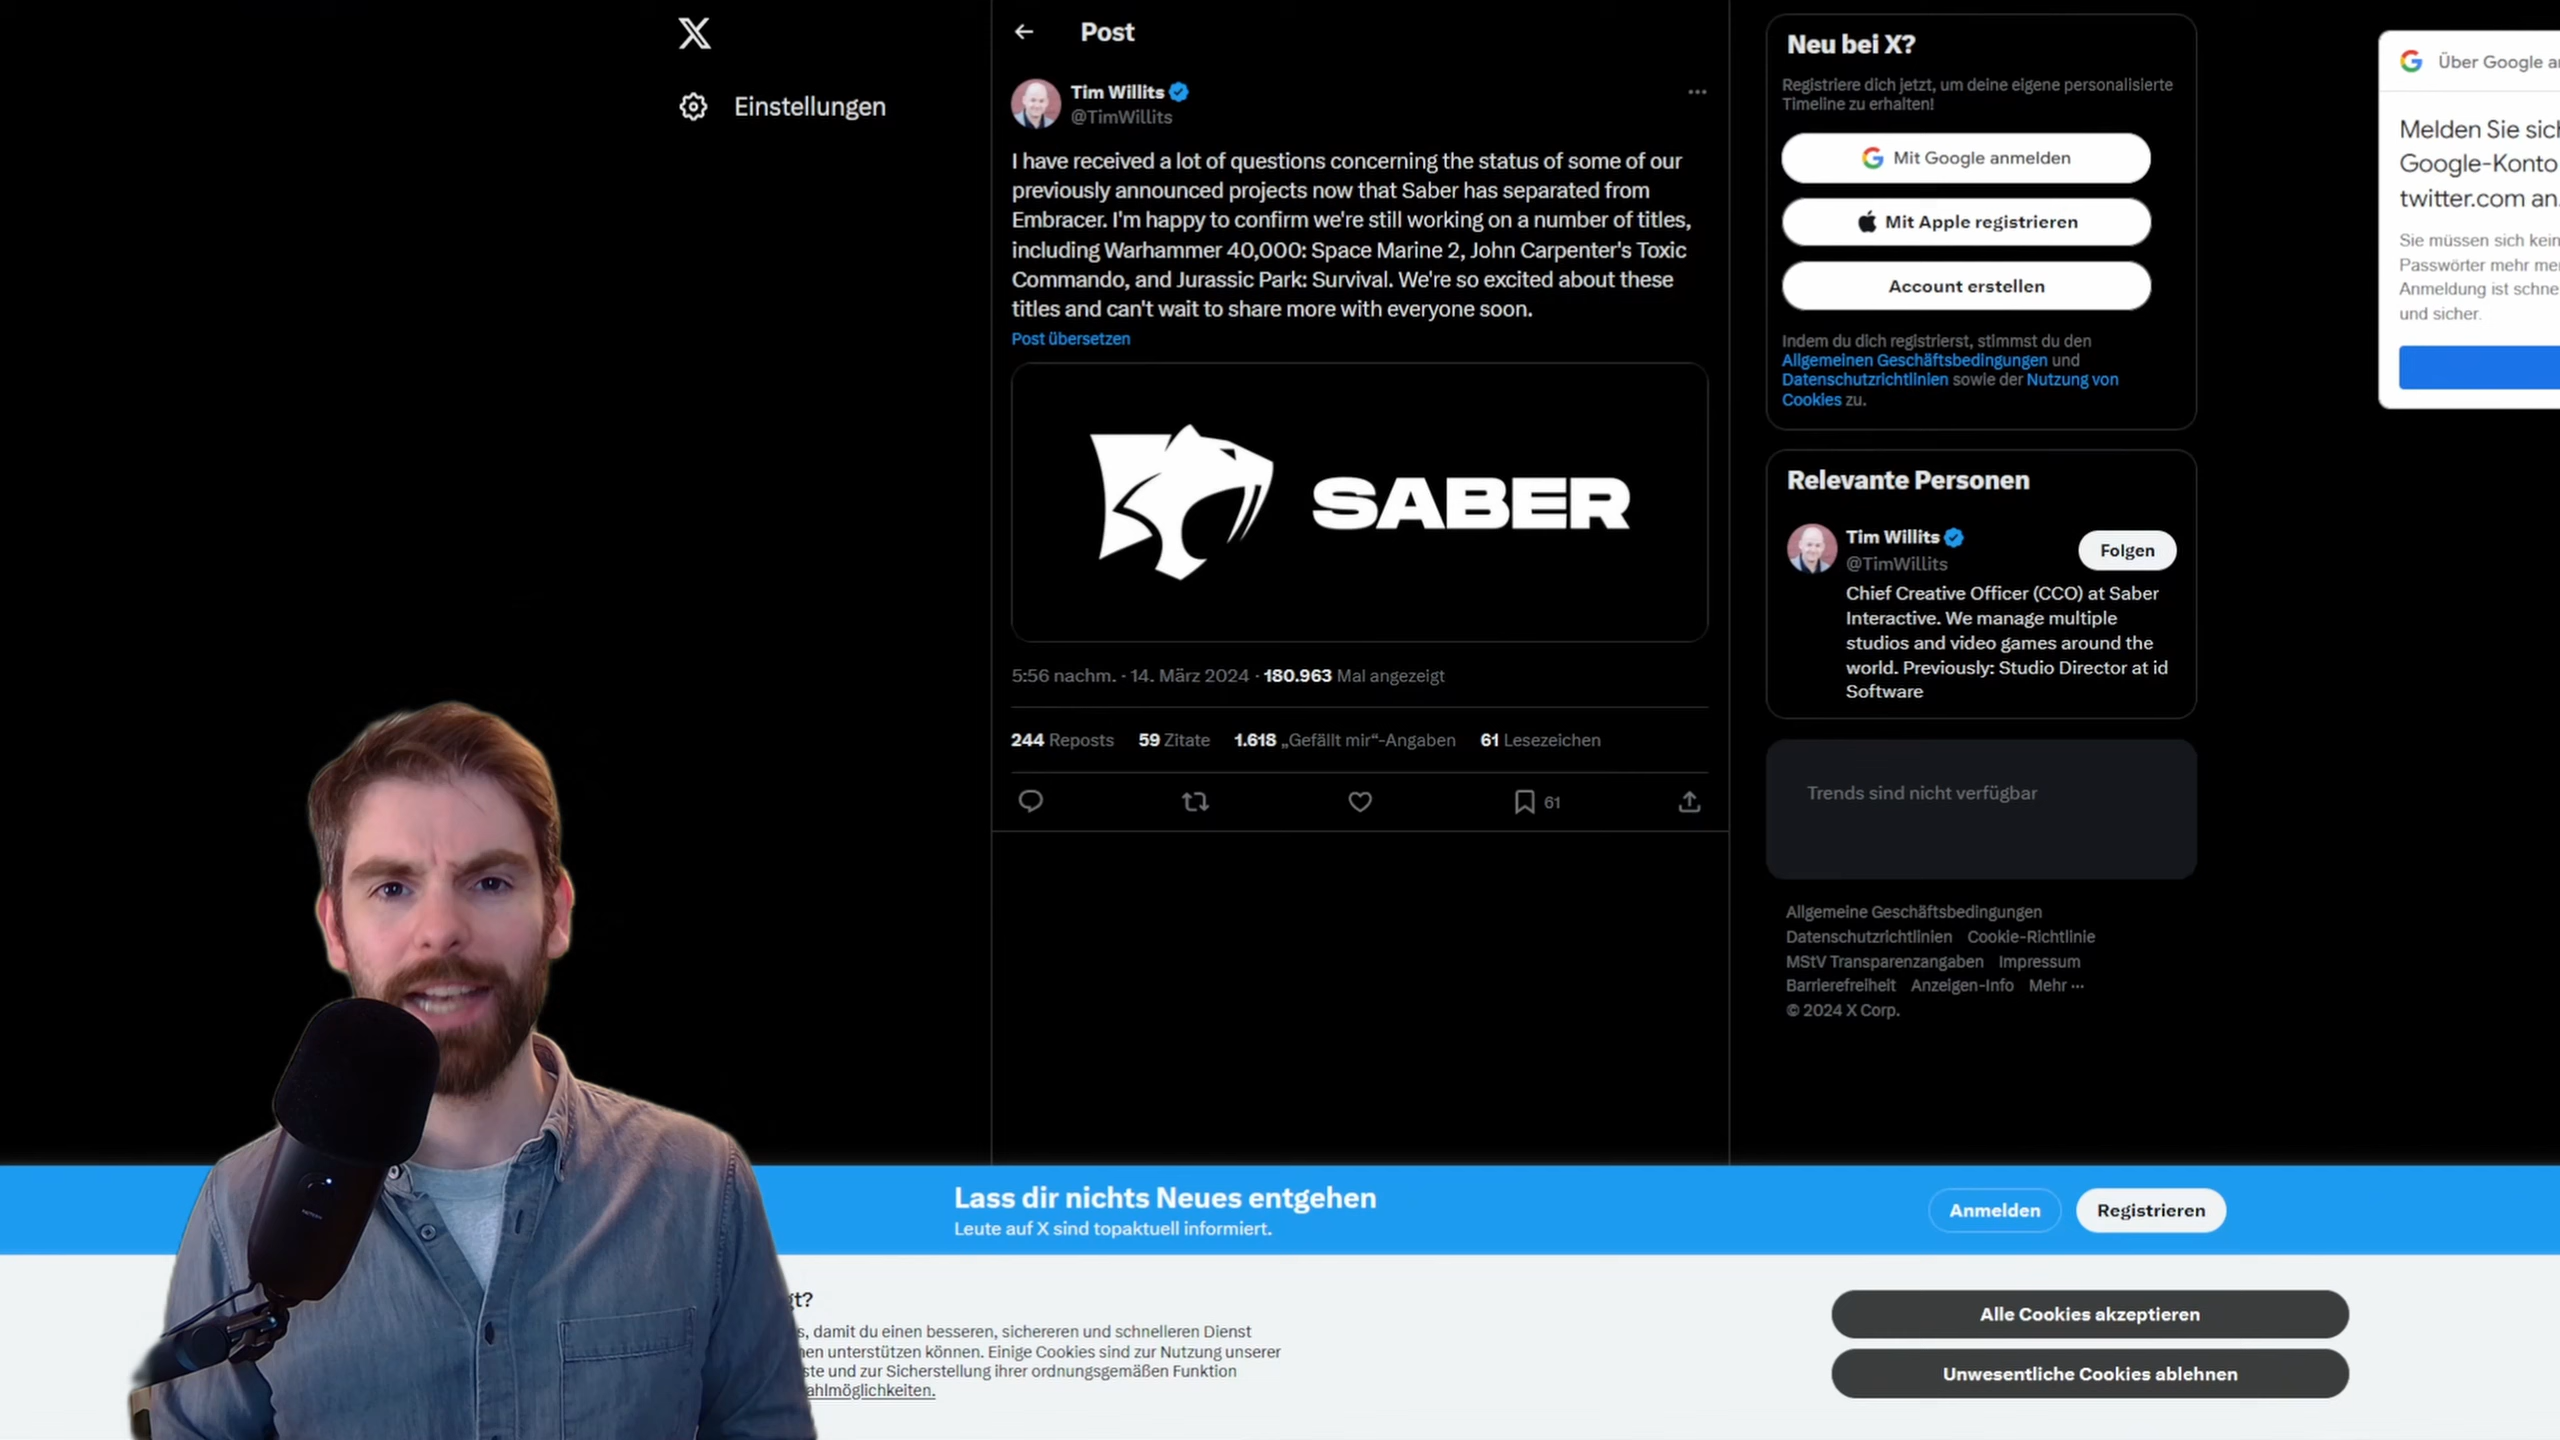 Einstellungen
Post
Tim Willits
@TimWillits
I have received a lot of questions concerning the status of some of our
previously announced projects now that Saber has separated from
Embracer. I'm happy to confirm we're still working on a number of titles,
including Warhammer 40,000: Space Marine 2, John Carpenter's Toxic
Commando, and Jurassic Park: Survival. We're so excited about these
titles and can't wait to share more with everyone soon.
Post übersetzen
SABER
5:56 nachm. · 14. März 2024 · 180.963 Mal angezeigt
244 Reposts 59 Zitate 1.618 „Gefällt mir“-Angaben 61 Lesezeichen
61
Neu bei X?
Registriere dich jetzt, um deine eigene personalisierte
Timeline zu erhalten!
Mit Google anmelden
Mit Apple registrieren
Account erstellen
Indem du dich registrierst, stimmst du den
Allgemeinen Geschäftsbedingungen und
Datenschutzrichtlinien sowie der Nutzung von
Cookies zu.
Relevante Personen
Tim Willits
@TimWillits
Folgen
Chief Creative Officer (CCO) at Saber
Interactive. We manage multiple
studios and video games around the
world. Previously: Studio Director at id
Software
Trends sind nicht verfügbar
Allgemeine Geschäftsbedingungen
Datenschutzrichtlinien Cookie-Richtlinie
MStV Transparenzangaben Impressum
Barrierefreiheit Anzeigen-Info Mehr ···
© 2024 X Corp.
Über Google
Melden Sie
Google-Konto
twitter.com an.
Sie müssen sich
Passwörter mehr
Anmeldung ist
und sicher.
Lass dir nichts Neues entgehen
Leute auf X sind topaktuell informiert.
Anmelden
Registrieren
damit du einen besseren, sichereren und schnelleren Dienst
unterstützen können. Einige Cookies sind zur Nutzung unserer
und zur Sicherstellung ihrer ordnungsgemäßen Funktion
Alle Cookies akzeptieren
Unwesentliche Cookies ablehnen